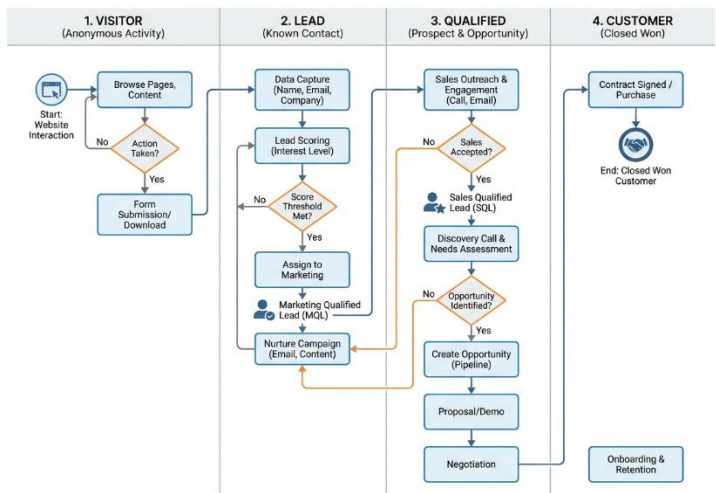 1. VISITOR
(Anonymous Activity)
2. LEAD
(Known Contact)
3. QUALIFIED
(Prospect & Opportunity)
4. CUSTOMER
(Closed Won)
Start:
Website
Interaction
Browse Pages,
Content
No
Action
Taken?
Yes
Form
Submission/
Download
Data Capture
(Name, Email,
Company)
Lead Scoring
(Interest Level)
No
Score
Threshold
Met?
Yes
Assign to
Marketing
Marketing Qualified
Lead (MQL)
Nurture Campaign
(Email, Content)
Sales Outreach &
Engagement
(Call, Email)
No
Sales
Accepted?
Yes
Sales Qualified
Lead (SQL)
Discovery Call &
Needs Assessment
No
Opportunity
Identified?
Yes
Create Opportunity
(Pipeline)
Proposal/Demo
Negotiation
Contract Signed /
Purchase
End: Closed Won
Customer
Onboarding &
Retention